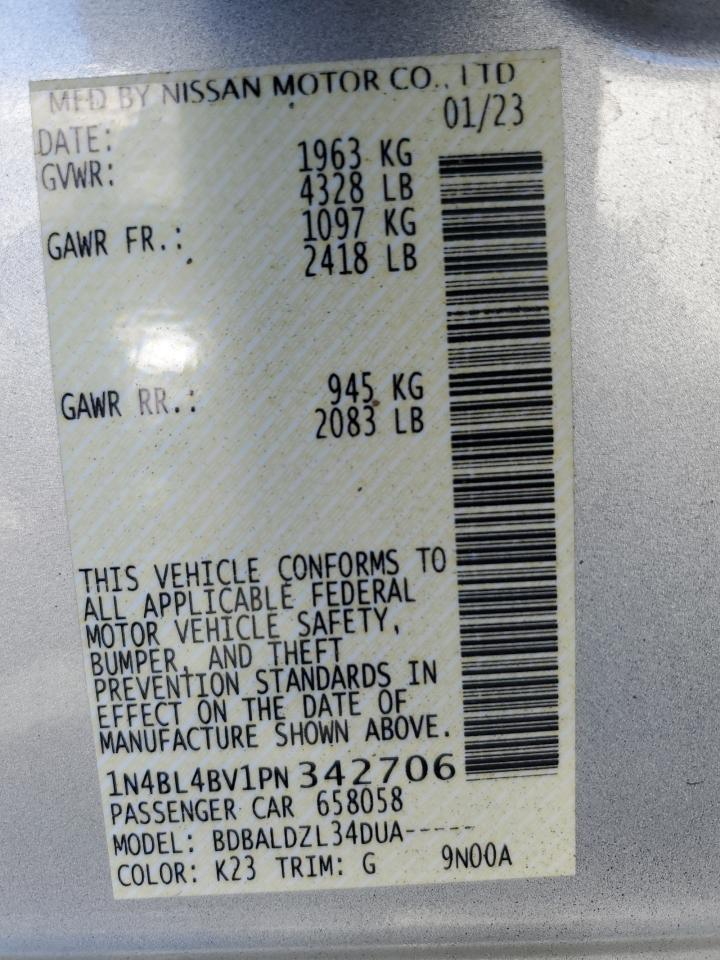 MFD BY NISSAN MOTOR CO., LTD
DATE: 01/23
GVWR: 1963 KG
4328 LB
GAWR FR.: 1097 KG
2418 LB
GAWR RR.: 945 KG
2083 LB
THIS VEHICLE CONFORMS TO
ALL APPLICABLE FEDERAL
MOTOR VEHICLE SAFETY,
BUMPER, AND THEFT
PREVENTION STANDARDS IN
EFFECT ON THE DATE OF
MANUFACTURE SHOWN ABOVE.
1N4BL4BV1PN342706
PASSENGER CAR 658058
MODEL: BDBALDZL34DUA-----
COLOR: K23 TRIM: G 9N00A